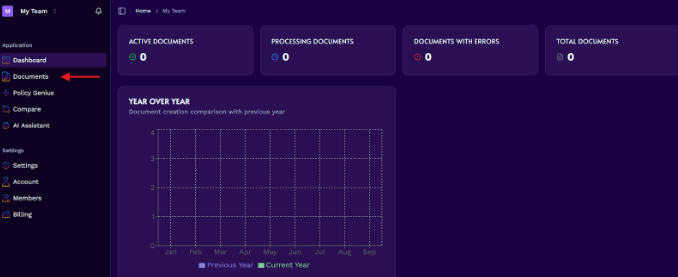 M My Team
Application
Dashboard
Documents
Policy Genius
Compare
AI Assistant
Settings
Settings
Account
Members
Billing
Home > My Team
ACTIVE DOCUMENTS
0
PROCESSING DOCUMENTS
0
DOCUMENTS WITH ERRORS
0
TOTAL DOCUMENTS
0
YEAR OVER YEAR
Document creation comparison with previous year
4
3
2
1
0
Jan Feb Mar Apr May Jun Jul Aug Sep
Previous Year Current Year